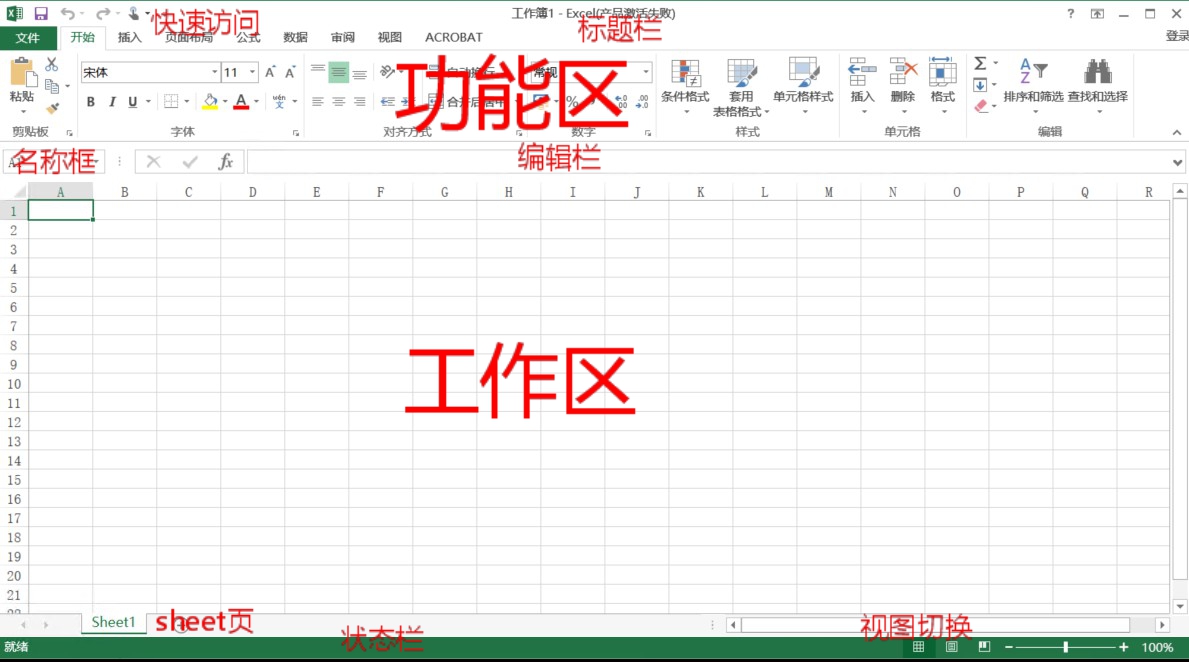 快速访问
工作簿1 - Excel(产品激活失败)
标题栏
?
文件
开始
插入
页面布局
公式
数据
审阅
视图
ACROBAT
登录
功能区
粘贴
宋体
11
自动换行
常规
条件格式
套用
表格格式
单元格样式
插入
删除
格式
Σ
排序和筛选
查找和选择
B I U
A
wén
文
合并后居中
%
剪贴板
字体
对齐方式
数字
样式
单元格
编辑
名称框
fx
编辑栏
A B C D E F G H I J K L M N O P Q R
1
2
3
4
5
6
7
8
9
工作区
10
11
12
13
14
15
16
17
18
19
20
21
Sheet1
sheet页
状态栏
视图切换
就绪
100%